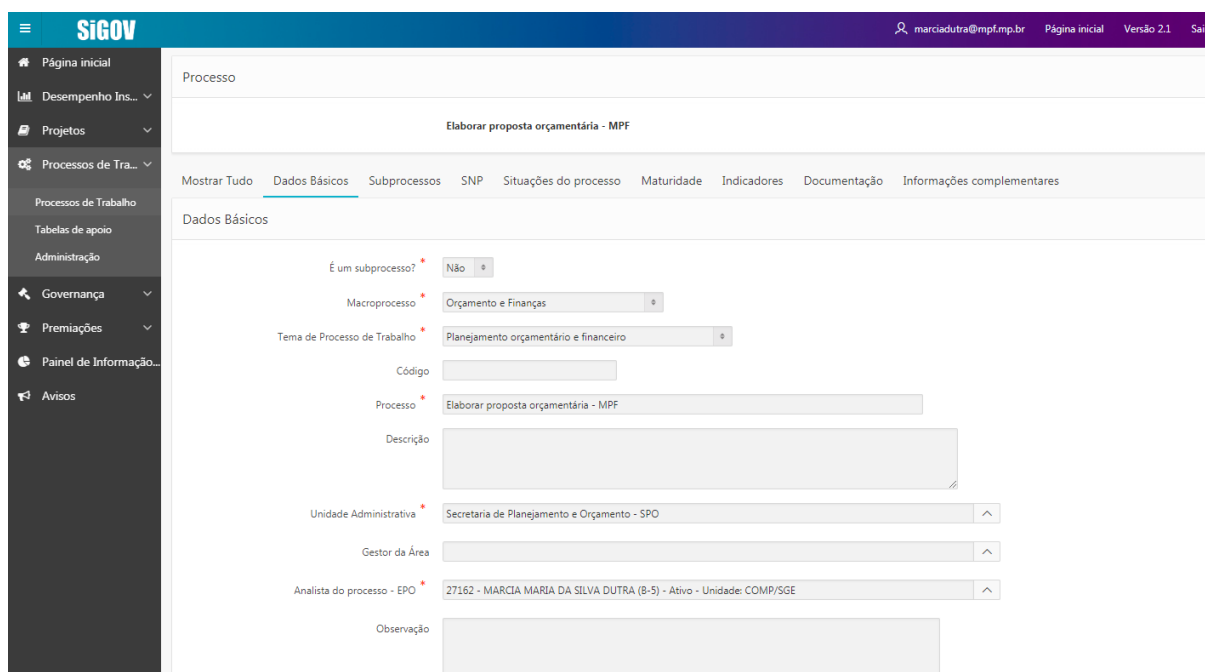 SiGOV
marciadutra@mpf.mp.br Página inicial Versão 2.1 Sai
Página inicial
Desempenho Ins...
Projetos
Processos de Tra...
Processos de Trabalho
Tabelas de apoio
Administração
Governança
Premiações
Painel de Informação...
Avisos
Processo
Elaborar proposta orçamentária - MPF
Mostrar Tudo Dados Básicos Subprocessos SNP Situações do processo Maturidade Indicadores Documentação Informações complementares
Dados Básicos
É um subprocesso? * Não
Macroprocesso * Orçamento e Finanças
Tema de Processo de Trabalho * Planejamento orçamentário e financeiro
Código
Processo * Elaborar proposta orçamentária - MPF
Descrição
Unidade Administrativa * Secretaria de Planejamento e Orçamento - SPO
Gestor da Área
Analista do processo - EPO * 27162 - MARCIA MARIA DA SILVA DUTRA (B-5) - Ativo - Unidade: COMP/SGE
Observação